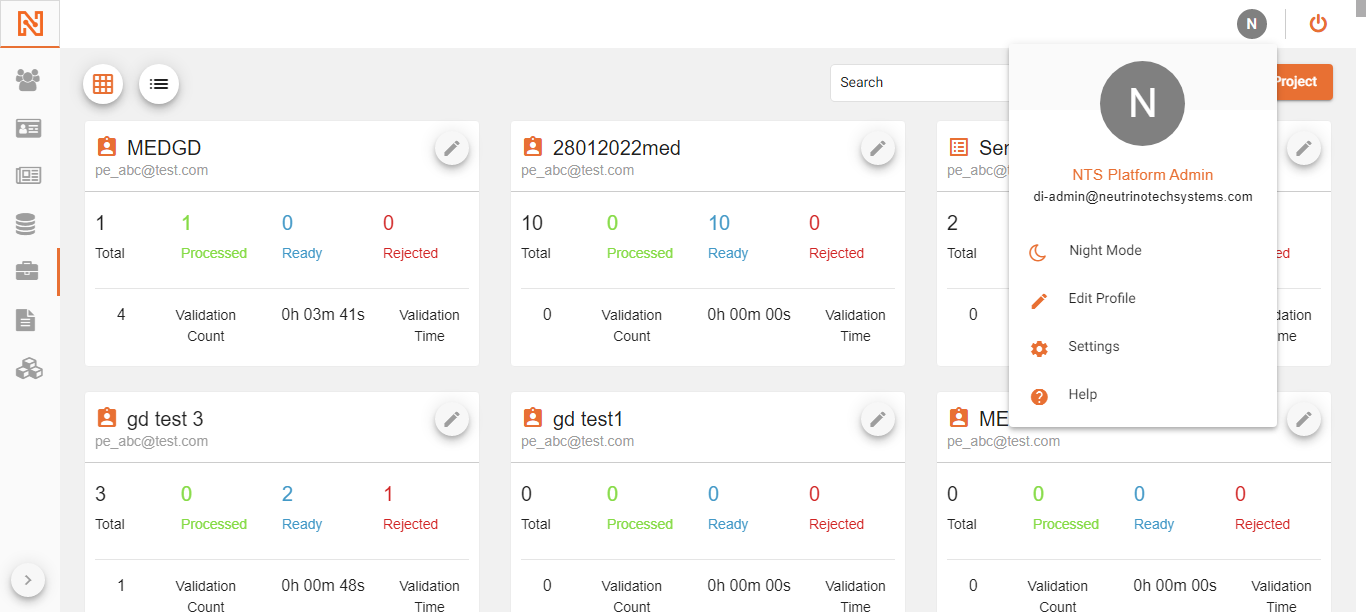 N
Search
Project
N
NTS Platform Admin
di-admin@neutrinotechsystems.com
Night Mode
Edit Profile
Settings
Help
MEDGD
pe_abc@test.com
1 1 0 0
Total Processed Ready Rejected
4 Validation Count 0h 03m 41s Validation Time
28012022med
pe_abc@test.com
10 0 10 0
Total Processed Ready Rejected
0 Validation Count 0h 00m 00s Validation Time
Ser
pe_abc@t
2
Total ed
0 dation
me
gd test 3
pe_abc@test.com
3 0 2 1
Total Processed Ready Rejected
1 Validation Count 0h 00m 48s Validation Time
gd test1
pe_abc@test.com
0 0 0 0
Total Processed Ready Rejected
0 Validation Count 0h 00m 00s Validation Time
ME
pe_abc@test.com
0 0 0 0
Total Processed Ready Rejected
0 Validation Count 0h 00m 00s Validation Time